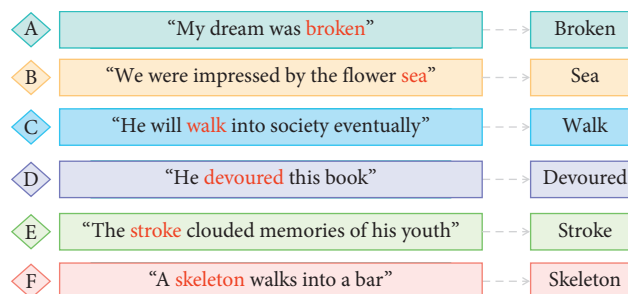 A “My dream was broken” Broken
B “We were impressed by the flower sea” Sea
C “He will walk into society eventually” Walk
D “He devoured this book” Devoured
E “The stroke clouded memories of his youth” Stroke
F “A skeleton walks into a bar” Skeleton